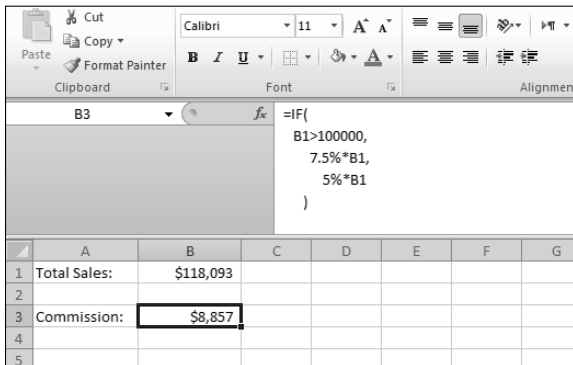 Cut
Calibri 11 A A
Copy
Paste
Format Painter B I U A
Clipboard Font Alignmen
B3 fx =IF(
B1>100000,
7.5%*B1,
5%*B1
)
A B C D E F G
1 Total Sales: $118,093
2
3 Commission: $8,857
4
5